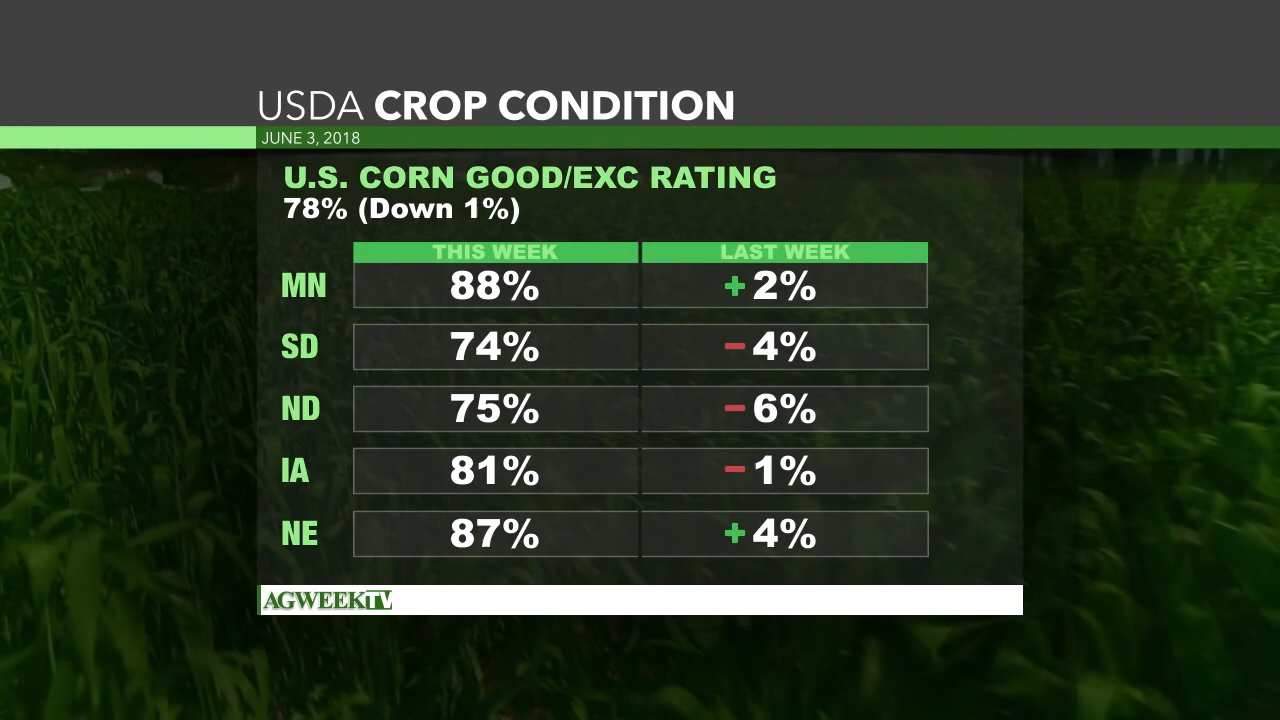 USDA CROP CONDITION
JUNE 3, 2018
U.S. CORN GOOD/EXC RATING
78% (Down 1%)
THIS WEEK LAST WEEK
MN 88% +2%
SD 74% -4%
ND 75% -6%
IA 81% -1%
NE 87% +4%
AGWEEKTV